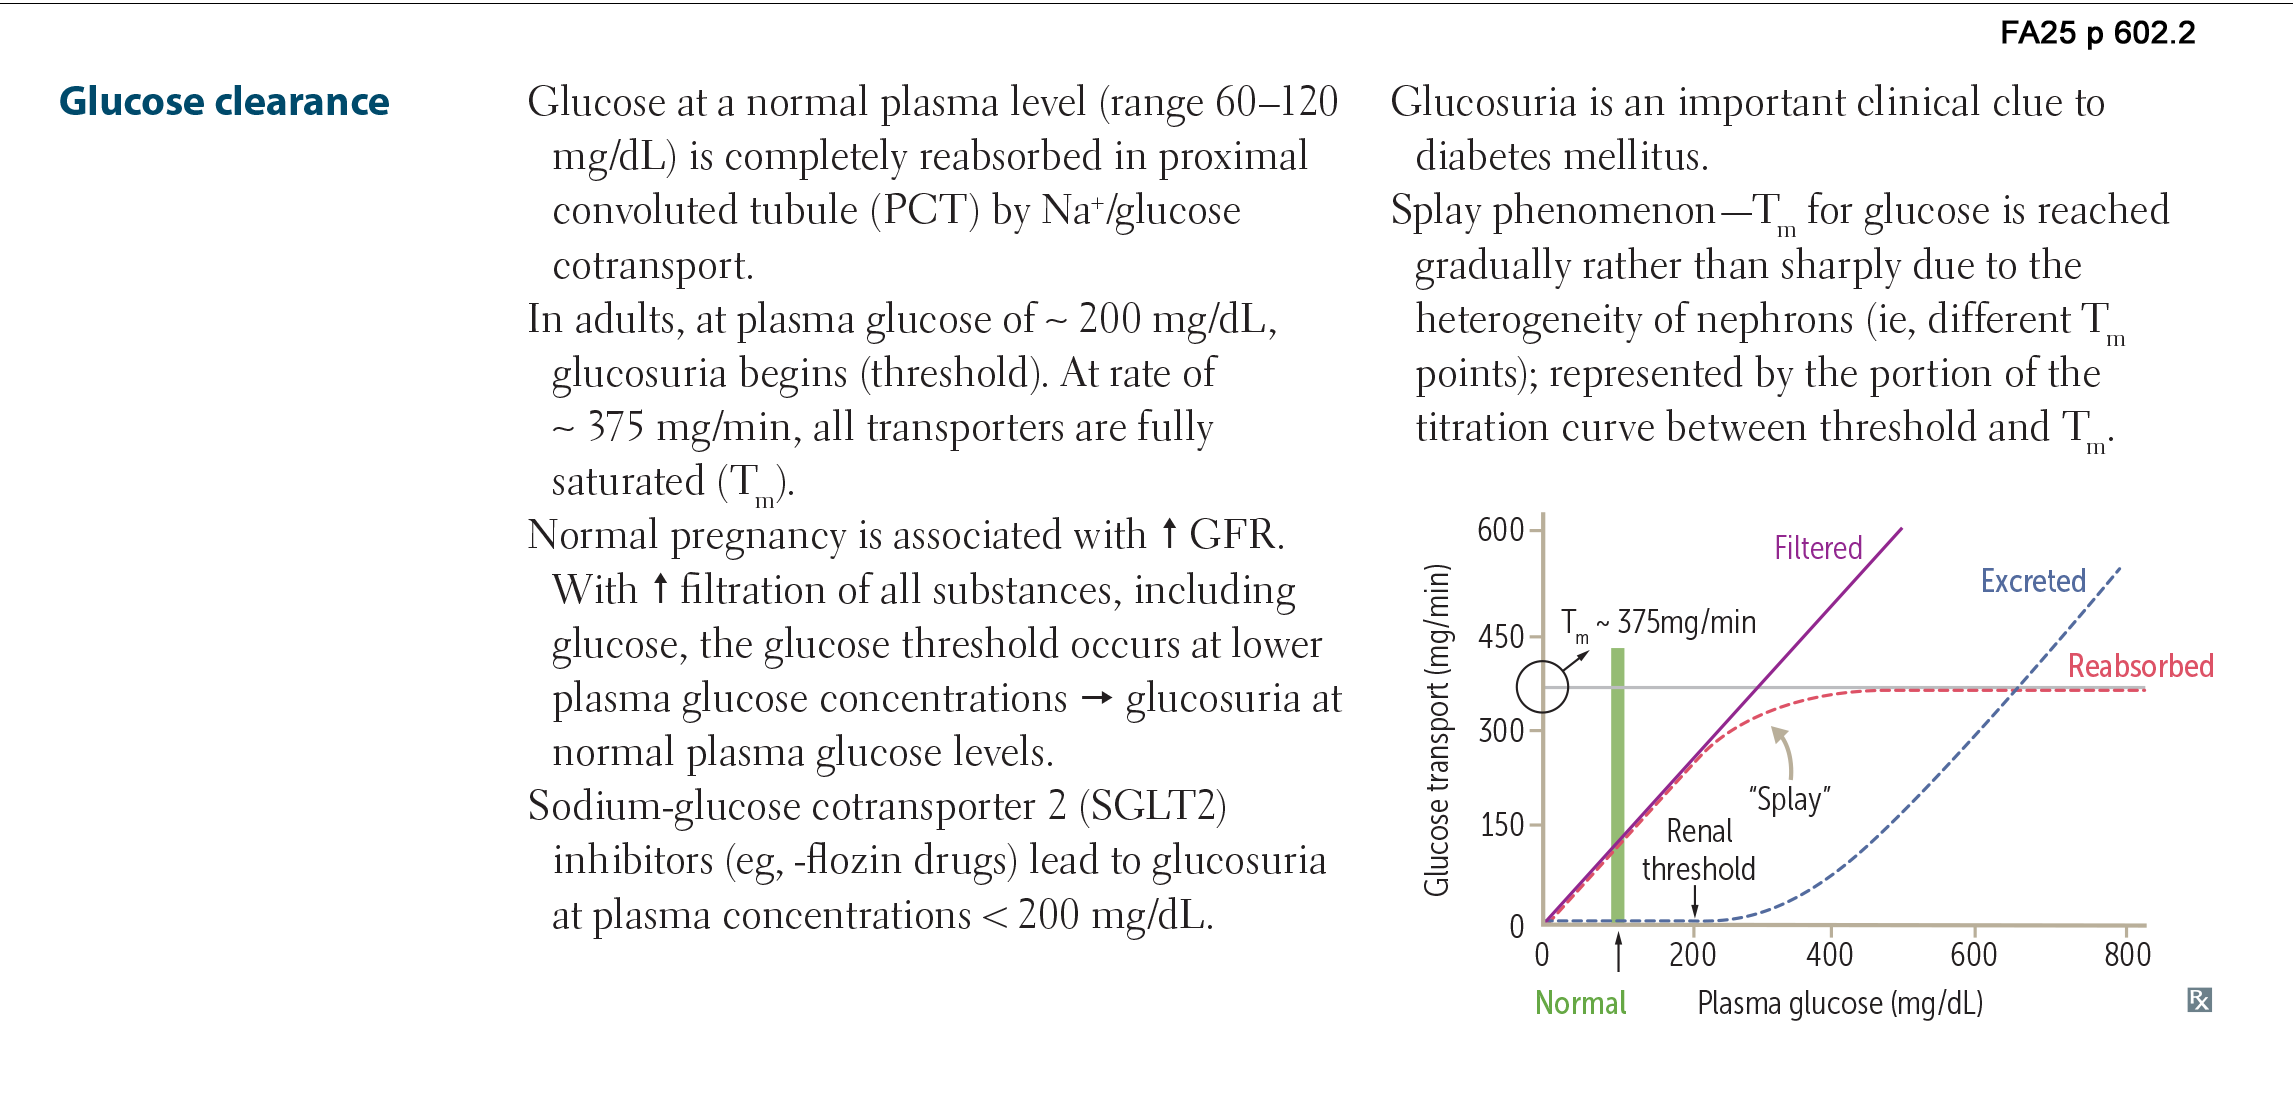 FA25 p 602.2
Glucose clearance
Glucose at a normal plasma level (range 60–120
mg/dL) is completely reabsorbed in proximal
convoluted tubule (PCT) by Na⁺/glucose
cotransport.
In adults, at plasma glucose of ~ 200 mg/dL,
glucosuria begins (threshold). At rate of
~ 375 mg/min, all transporters are fully
saturated (Tₘ).
Normal pregnancy is associated with ↑ GFR.
With ↑ filtration of all substances, including
glucose, the glucose threshold occurs at lower
plasma glucose concentrations → glucosuria at
normal plasma glucose levels.
Sodium-glucose cotransporter 2 (SGLT2)
inhibitors (eg, -flozin drugs) lead to glucosuria
at plasma concentrations < 200 mg/dL.
Glucosuria is an important clinical clue to
diabetes mellitus.
Splay phenomenon—Tₘ for glucose is reached
gradually rather than sharply due to the
heterogeneity of nephrons (ie, different Tₘ
points); represented by the portion of the
titration curve between threshold and Tₘ.
Glucose transport (mg/min)
600
450
300
150
0
Filtered
Excreted
Tₘ ~ 375mg/min
Reabsorbed
“Splay”
Renal
threshold
0
200
400
600
800
Normal
Plasma glucose (mg/dL)
Rx